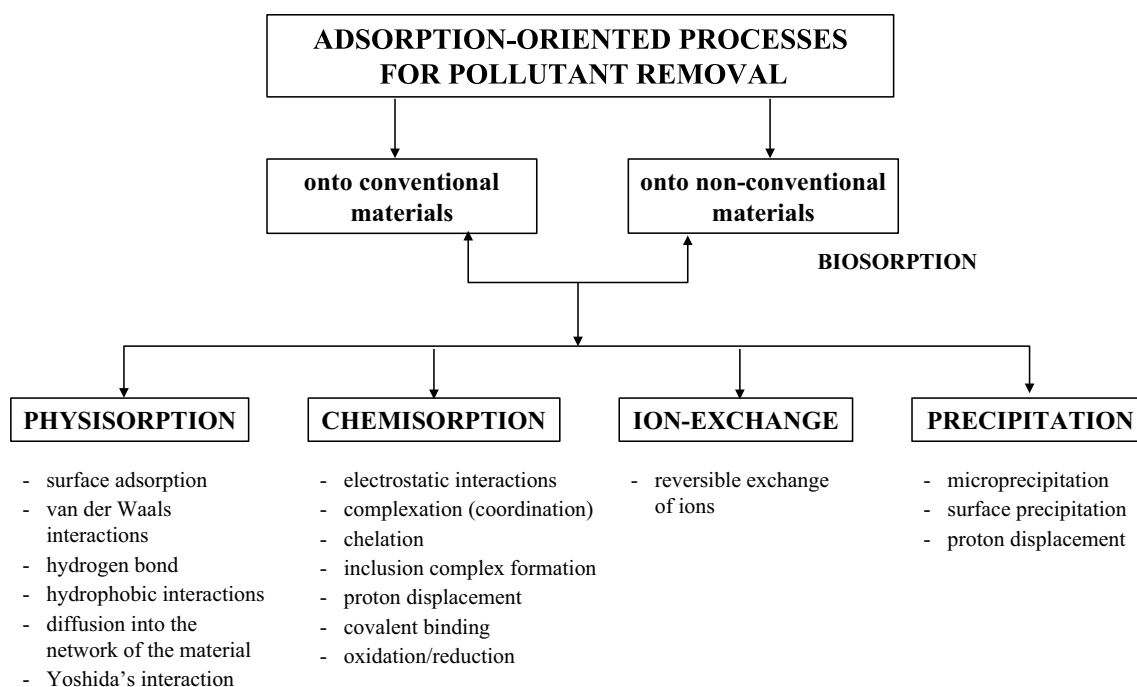 ADSORPTION-ORIENTED PROCESSES
FOR POLLUTANT REMOVAL
onto conventional
materials
onto non-conventional
materials
BIOSORPTION
PHYSISORPTION
- surface adsorption
- van der Waals
interactions
- hydrogen bond
- hydrophobic interactions
- diffusion into the
network of the material
- Yoshida’s interaction
CHEMISORPTION
- electrostatic interactions
- complexation (coordination)
- chelation
- inclusion complex formation
- proton displacement
- covalent binding
- oxidation/reduction
ION-EXCHANGE
- reversible exchange
of ions
PRECIPITATION
- microprecipitation
- surface precipitation
- proton displacement